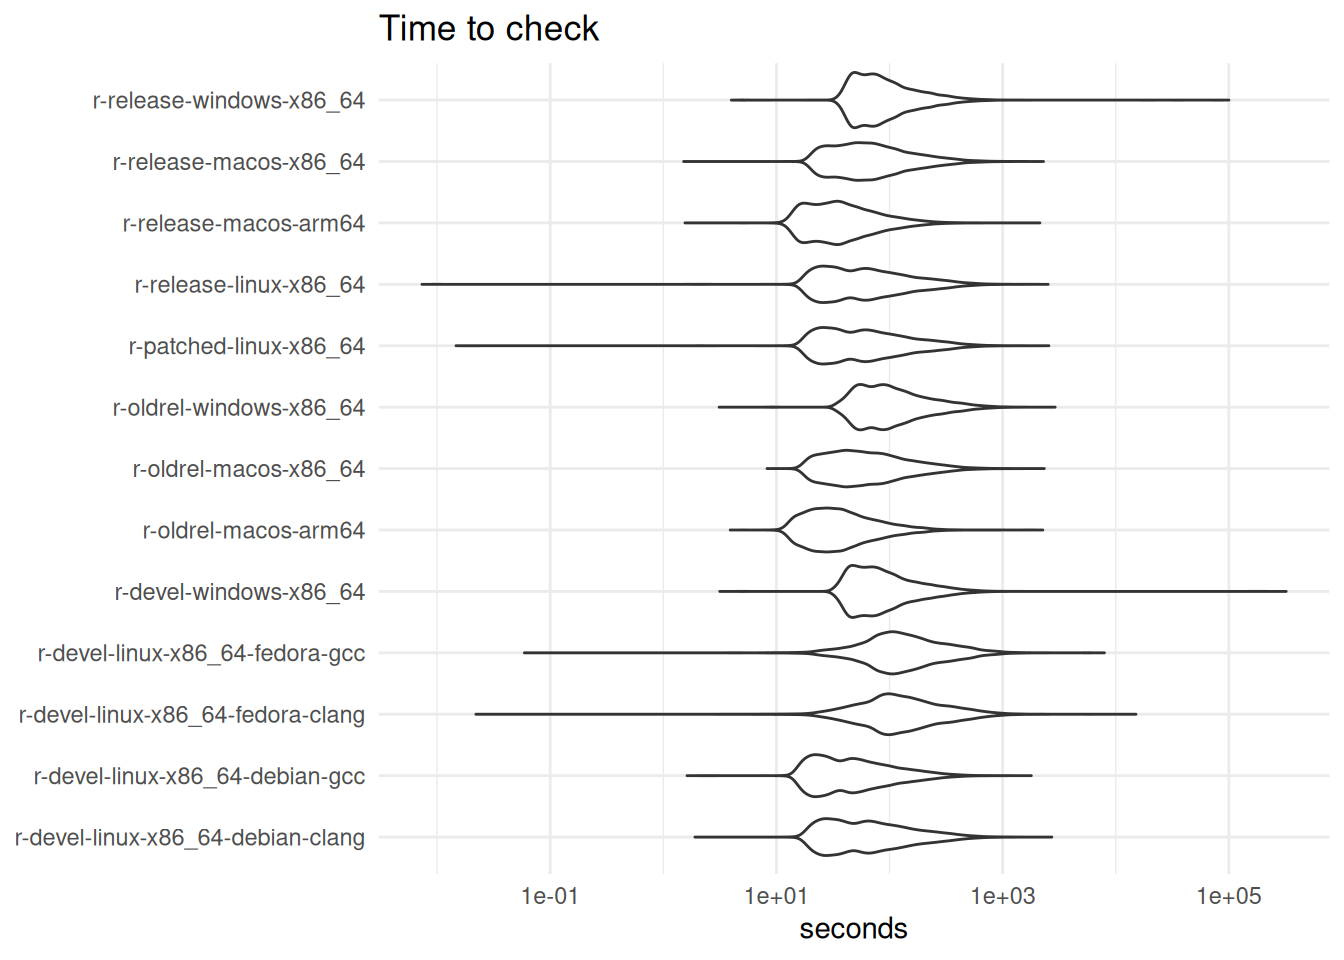 Time to check
r-release-windows-x86_64
r-release-macos-x86_64
r-release-macos-arm64
r-release-linux-x86_64
r-patched-linux-x86_64
r-oldrel-windows-x86_64
r-oldrel-macos-x86_64
r-oldrel-macos-arm64
r-devel-windows-x86_64
r-devel-linux-x86_64-fedora-gcc
r-devel-linux-x86_64-fedora-clang
r-devel-linux-x86_64-debian-gcc
r-devel-linux-x86_64-debian-clang
1e-01 1e+01 1e+03 1e+05
seconds